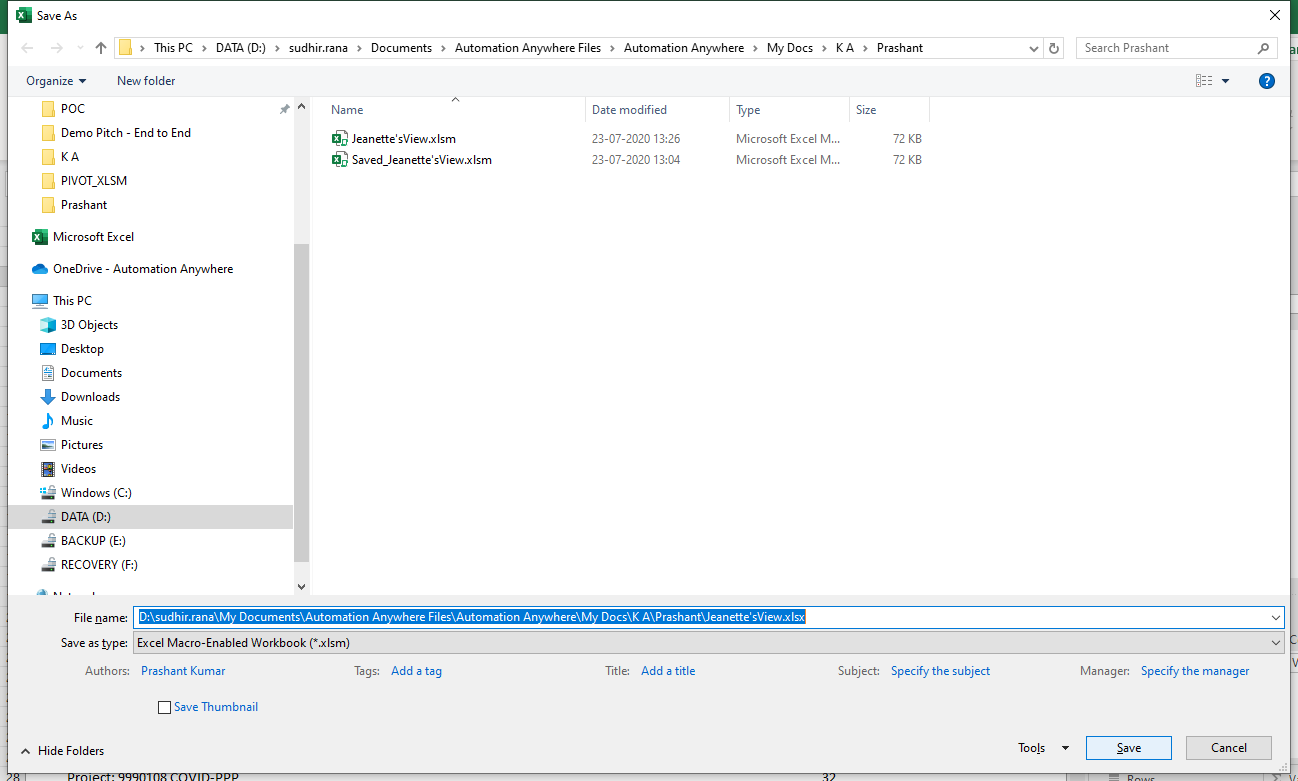 Save As
This PC > DATA (D:) > sudhir.rana > Documents > Automation Anywhere Files > Automation Anywhere > My Docs > K A > Prashant
Search Prashant
Organize
New folder
POC
Demo Pitch - End to End
K A
PIVOT_XLSM
Prashant
Microsoft Excel
OneDrive - Automation Anywhere
This PC
3D Objects
Desktop
Documents
Downloads
Music
Pictures
Videos
Windows (C:)
DATA (D:)
BACKUP (E:)
RECOVERY (F:)
Name Date modified Type Size
Jeanette'sView.xlsm 23-07-2020 13:26 Microsoft Excel M... 72 KB
Saved_Jeanette'sView.xlsm 23-07-2020 13:04 Microsoft Excel M... 72 KB
File name: D:\sudhir.rana\My Documents\Automation Anywhere Files\Automation Anywhere\My Docs\K A\Prashant\Jeanette'sView.xlsx
Save as type: Excel Macro-Enabled Workbook (*.xlsm)
Authors: Prashant Kumar Tags: Add a tag Title: Add a title Subject: Specify the subject Manager: Specify the manager
Save Thumbnail
Hide Folders
Tools Save Cancel
28 Project: 9990108 COVID-PPP 32 Rows